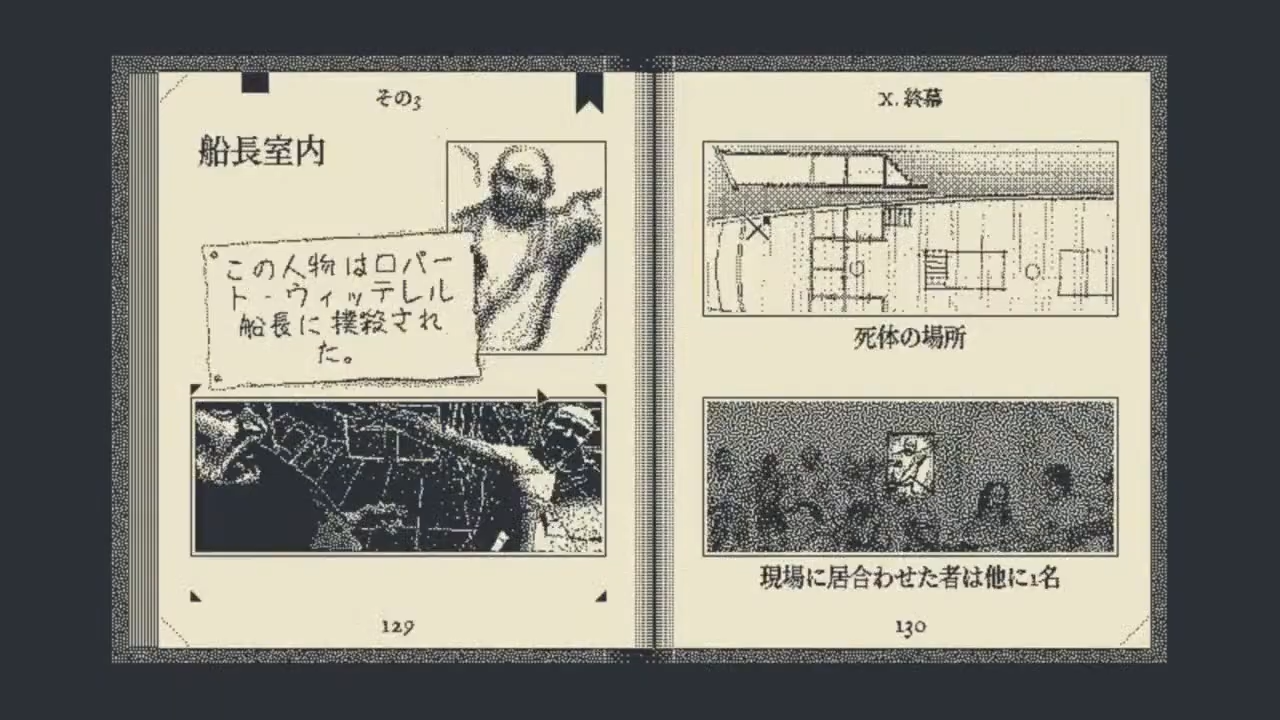 その3
船長室内
この人物はロバー
ト・ウィッテレル
船長に撲殺され
た。
129
X. 終幕
死体の場所
現場に居合わせた者は他に1名
130